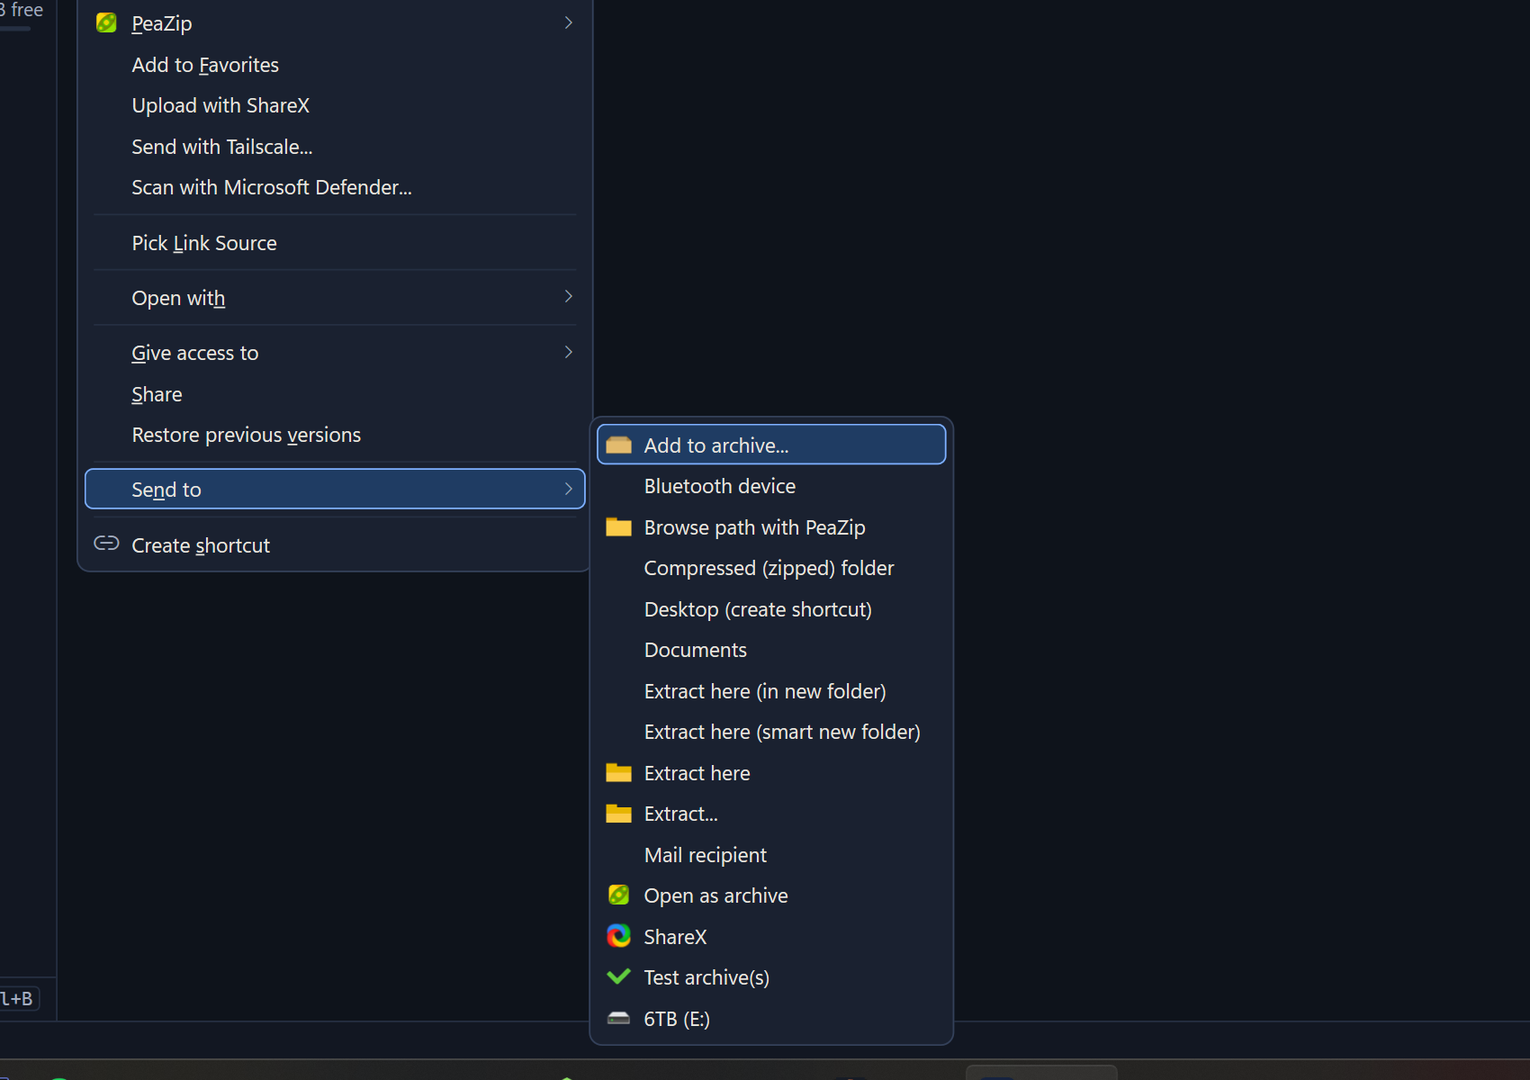 3 free
PeaZip
Add to Favorites
Upload with ShareX
Send with Tailscale...
Scan with Microsoft Defender...
Pick Link Source
Open with
Give access to
Share
Restore previous versions
Send to
Create shortcut
Add to archive...
Bluetooth device
Browse path with PeaZip
Compressed (zipped) folder
Desktop (create shortcut)
Documents
Extract here (in new folder)
Extract here (smart new folder)
Extract here
Extract...
Mail recipient
Open as archive
ShareX
Test archive(s)
6TB (E:)
l+B